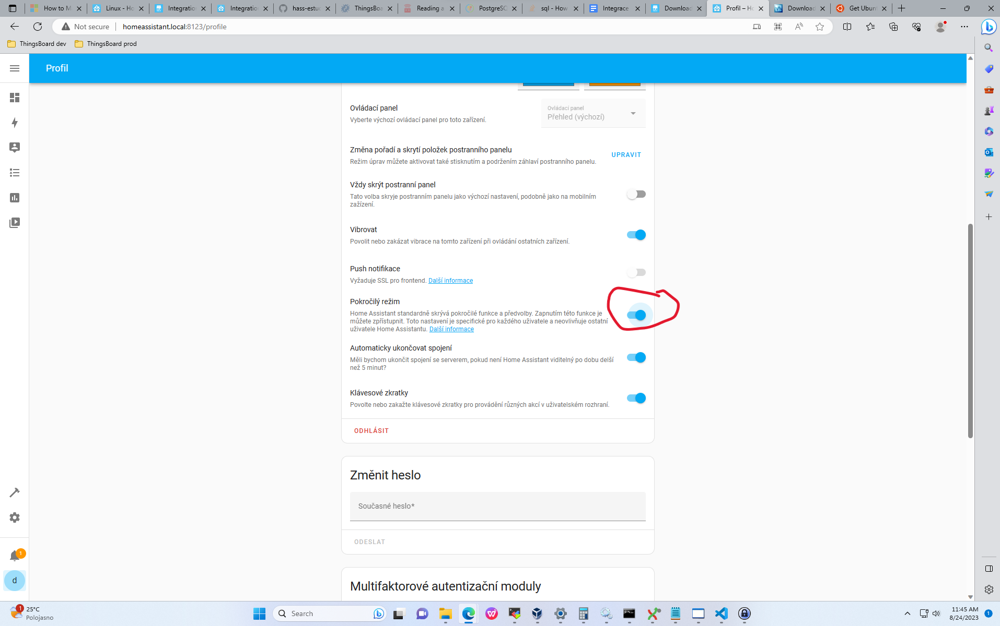 How to M
Linux - Ho
Integration
Integration
hass-estu
ThingsBoa
Reading a
PostgreSQ
sql - How
Integrace
Download
Profil – Ho
Download
Get Ubun
Not secure
homeassistant.local:8123/profile
ThingsBoard dev
ThingsBoard prod
Profil
Ovládací panel
Vyberte výchozí ovládací panel pro toto zařízení.
Ovládací panel
Přehled (výchozí)
Změna pořadí a skrytí položek postranního panelu
Režim úprav můžete aktivovat také stisknutím a podržením záhlaví postranního panelu.
UPRAVIT
Vždy skrýt postranní panel
Tato volba skryje postranním panelu jako výchozí nastavení, podobně jako na mobilním
zažízení.
Vibrovat
Povolit nebo zakázat vibrace na tomto zařízení při ovládání ostatních zařízení.
Push notifikace
Vyžaduje SSL pro frontend. Další informace
Pokročilý režim
Home Assistant standardně skrývá pokročilé funkce a předvolby. Zapnutím této funkce je
můžete zpřístupnit. Toto nastavení je specifické pro každého uživatele a neovlivňuje ostatní
uživatele Home Assistantu. Další informace
Automaticky ukončovat spojení
Měli bychom ukončit spojení se serverem, pokud není Home Assistant viditelný po dobu delší
než 5 minut?
Klávesové zkratky
Povolte nebo zakažte klávesové zkratky pro provádění různých akcí v uživatelském rozhraní.
ODHLÁSIT
Změnit heslo
Současné heslo*
ODESLAT
Multifaktorové autentizační moduly
1
d
1
25°C
Polojasno
Search
11:45 AM
8/24/2023
1